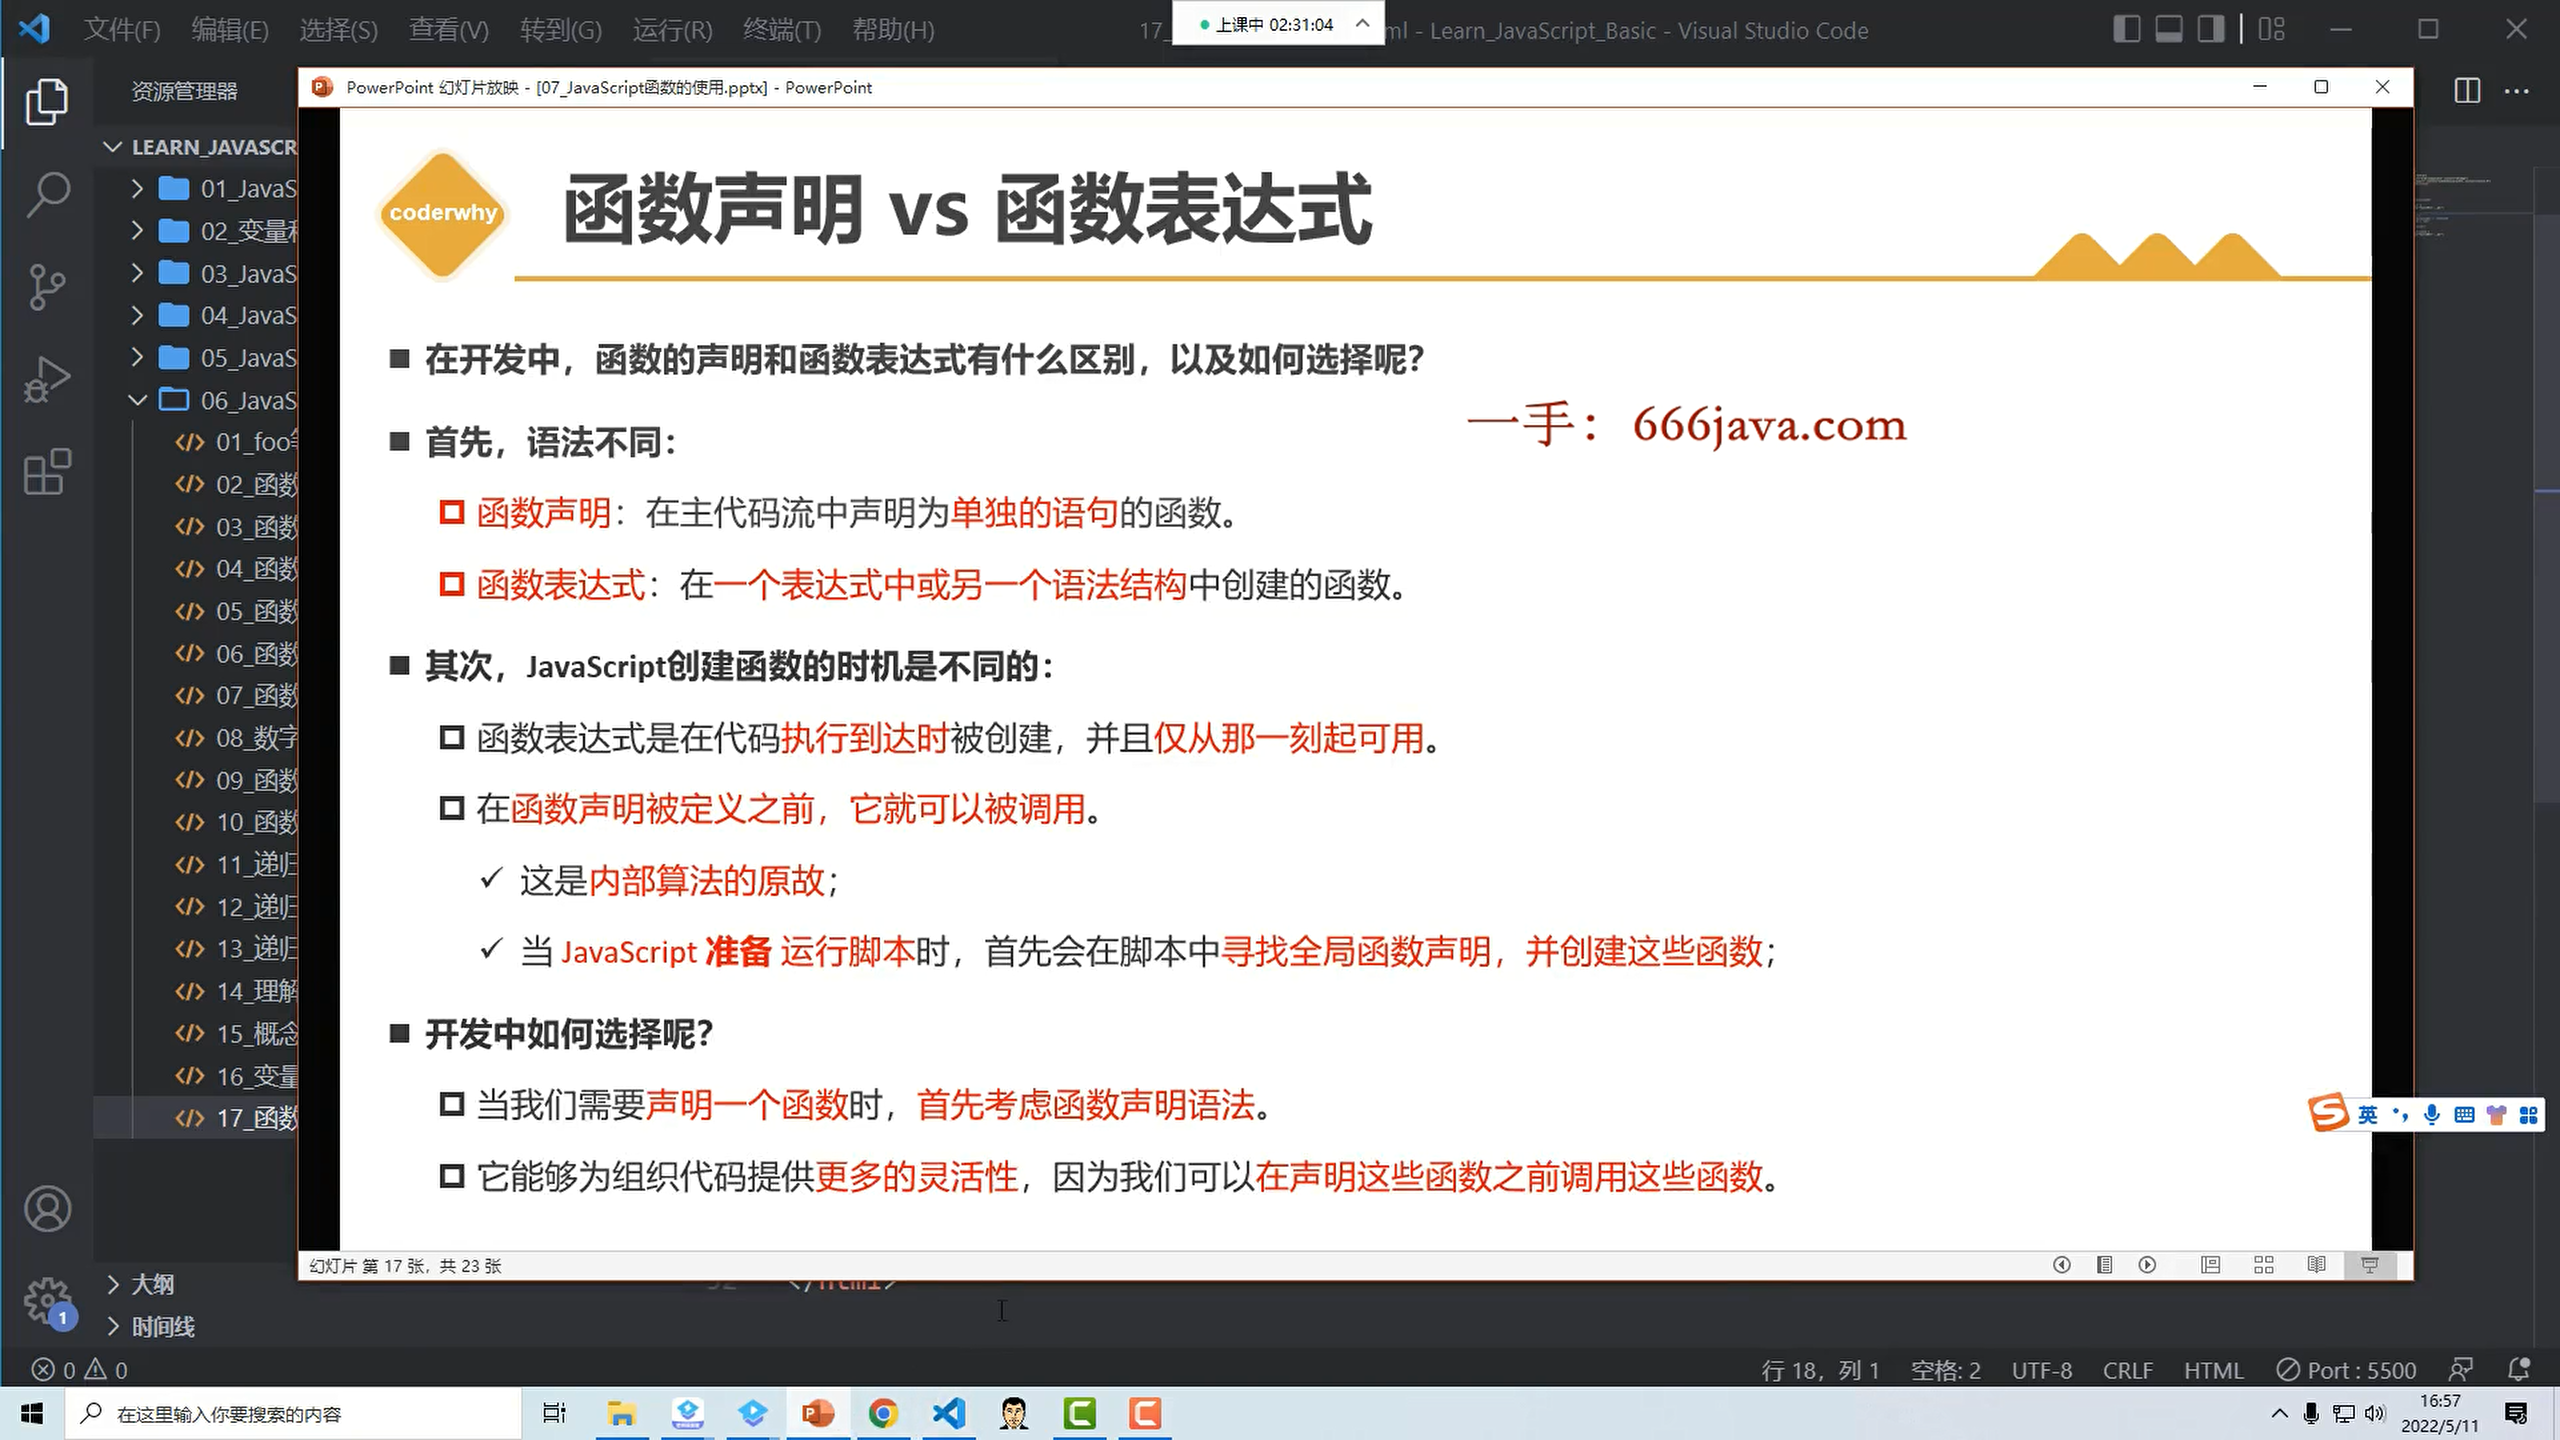 文件(F) 编辑(E) 选择(S) 查看(V) 转到(G) 运行(R) 终端(T) 帮助(H)
上课中 02:31:04
- Learn_JavaScript_Basic - Visual Studio Code
资源管理器
PowerPoint 幻灯片放映 - [07_JavaScript函数的使用.pptx] - PowerPoint
LEARN_JAVASCR
01_JavaS
02_变量
03_JavaS
04_JavaS
05_JavaS
06_JavaS
01_foo
02_函数
03_函数
04_函数
05_函数
06_函数
07_函数
08_数字
09_函数
10_函数
11_递归
12_递归
13_递归
14_理解
15_概念
16_变量
17_函数
大纲
时间线
coderwhy
函数声明 vs 函数表达式
在开发中，函数的声明和函数表达式有什么区别，以及如何选择呢？
一手：666java.com
首先，语法不同：
函数声明：在主代码流中声明为单独的语句的函数。
函数表达式：在一个表达式中或另一个语法结构中创建的函数。
其次，JavaScript创建函数的时机是不同的：
函数表达式是在代码执行到达时被创建，并且仅从那一刻起可用。
在函数声明被定义之前，它就可以被调用。
这是内部算法的原故；
当 JavaScript 准备 运行脚本时，首先会在脚本中寻找全局函数声明，并创建这些函数；
开发中如何选择呢？
当我们需要声明一个函数时，首先考虑函数声明语法。
它能够为组织代码提供更多的灵活性，因为我们可以在声明这些函数之前调用这些函数。
英
幻灯片 第 17 张，共 23 张
1
0 0
行 18，列 1 空格: 2 UTF-8 CRLF HTML Port : 5500
在这里输入你要搜索的内容
16:57
2022/5/11